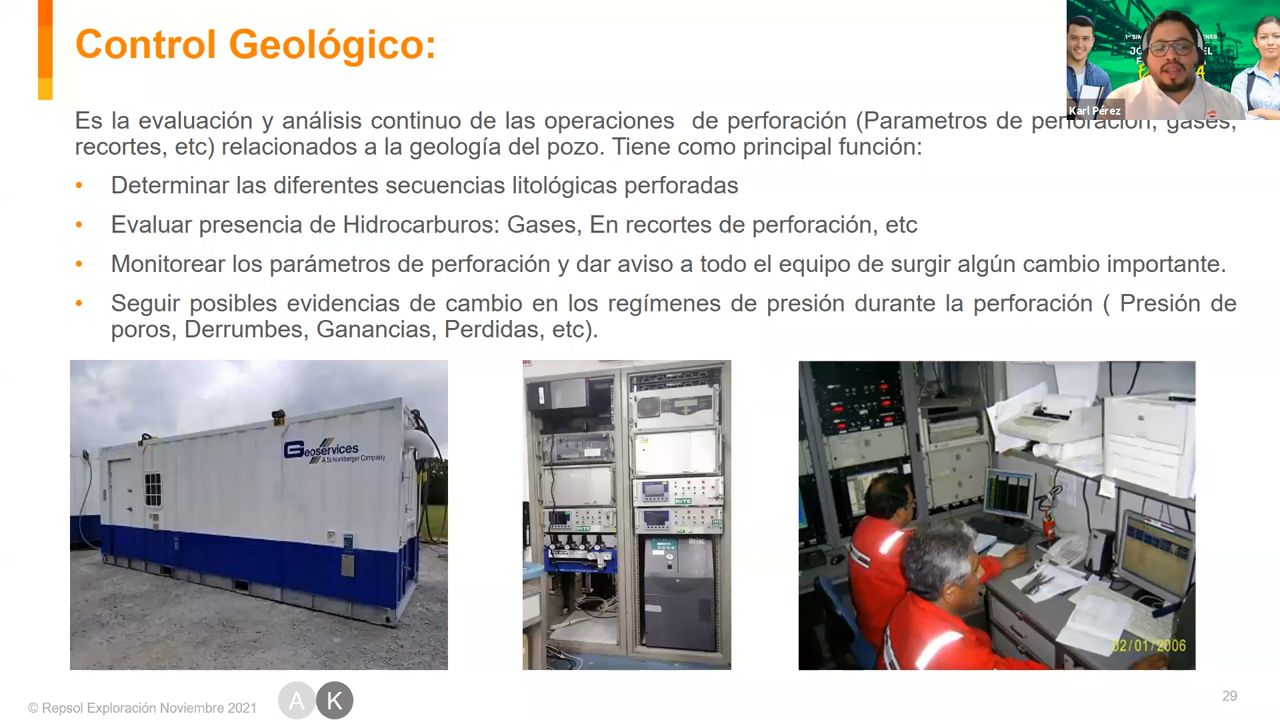 Control Geológico:
Karl Pérez
Es la evaluación y análisis continuo de las operaciones de perforación (Parametros de perforación, gases,
recortes, etc) relacionados a la geología del pozo. Tiene como principal función:
• Determinar las diferentes secuencias litológicas perforadas
• Evaluar presencia de Hidrocarburos: Gases, En recortes de perforación, etc
• Monitorear los parámetros de perforación y dar aviso a todo el equipo de surgir algún cambio importante.
• Seguir posibles evidencias de cambio en los regímenes de presión durante la perforación ( Presión de
poros, Derrumbes, Ganancias, Perdidas, etc).
Geoservices
A Schlumberger Company
02/01/2006
© Repsol Exploración Noviembre 2021
A K
29